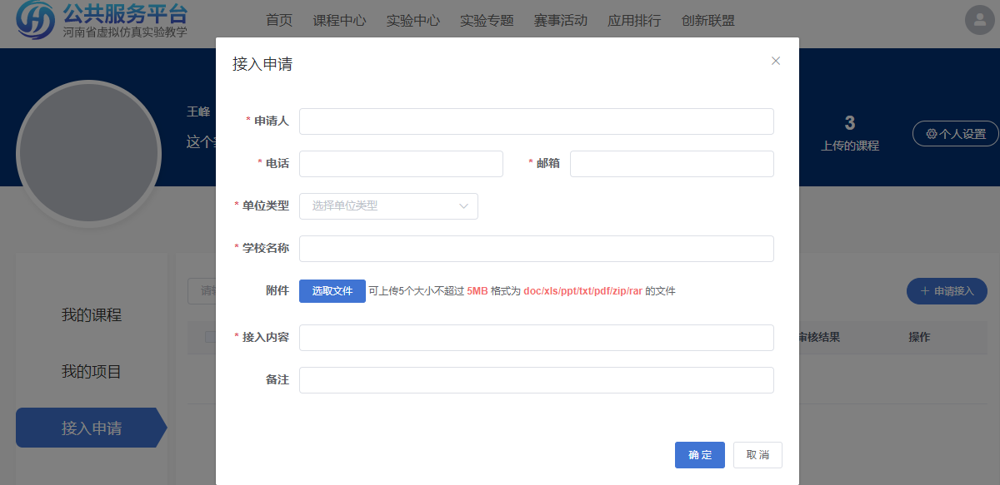 公共服务平台
河南省虚拟仿真实验教学
首页 课程中心 实验中心 实验专题 赛事活动 应用排行 创新联盟
接入申请
王峰
这个
3
上传的课程
个人设置
* 申请人
* 电话 * 邮箱
* 单位类型 选择单位类型
* 学校名称
附件 选取文件 可上传5个大小不超过 5MB 格式为 doc/xls/ppt/txt/pdf/zip/rar 的文件
* 接入内容
备注
确 定 取 消
请
+ 申请接入
审核结果 操作
我的课程
我的项目
接入申请